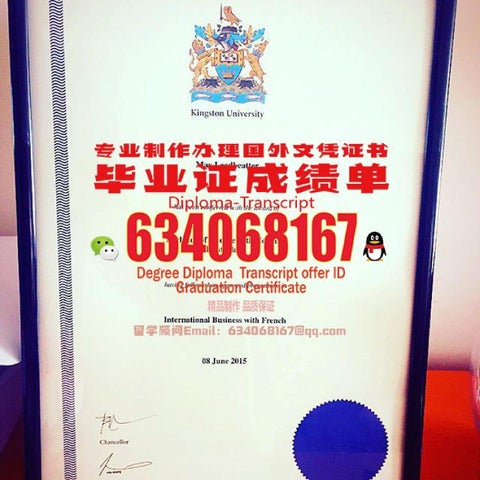 Kingston University
专业制作办理国外文凭证书
毕业证成绩单
Diploma-Transcript
634068167
Degree Diploma Transcript offer ID
Graduation Certificate
精品制作 品质保证
留学顾问Email: 634068167@qq.com
International Business with French
08 June 2015
Chancellor